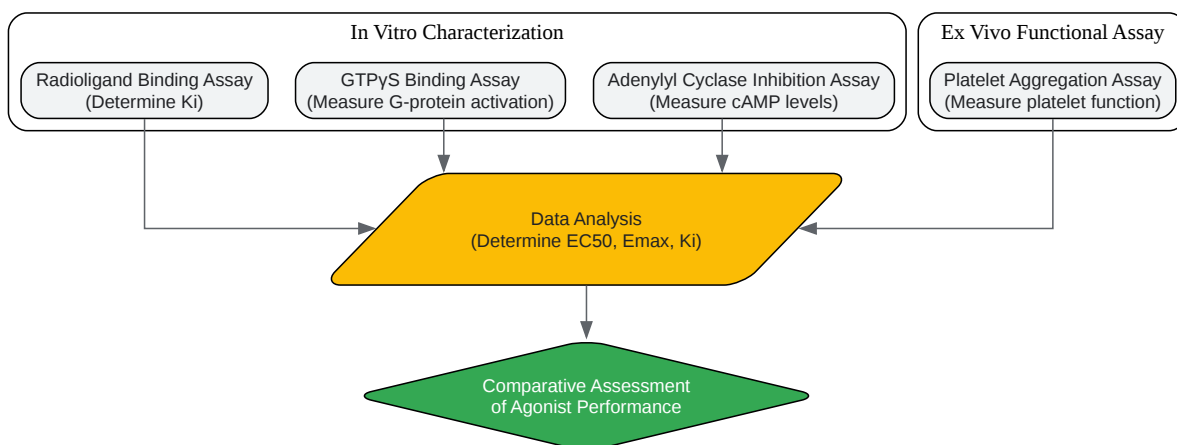 In Vitro Characterization
Ex Vivo Functional Assay
Radioligand Binding Assay
(Determine Ki)
GTPγS Binding Assay
(Measure G-protein activation)
Adenylyl Cyclase Inhibition Assay
(Measure cAMP levels)
Platelet Aggregation Assay
(Measure platelet function)
Data Analysis
(Determine EC50, Emax, Ki)
Comparative Assessment
of Agonist Performance